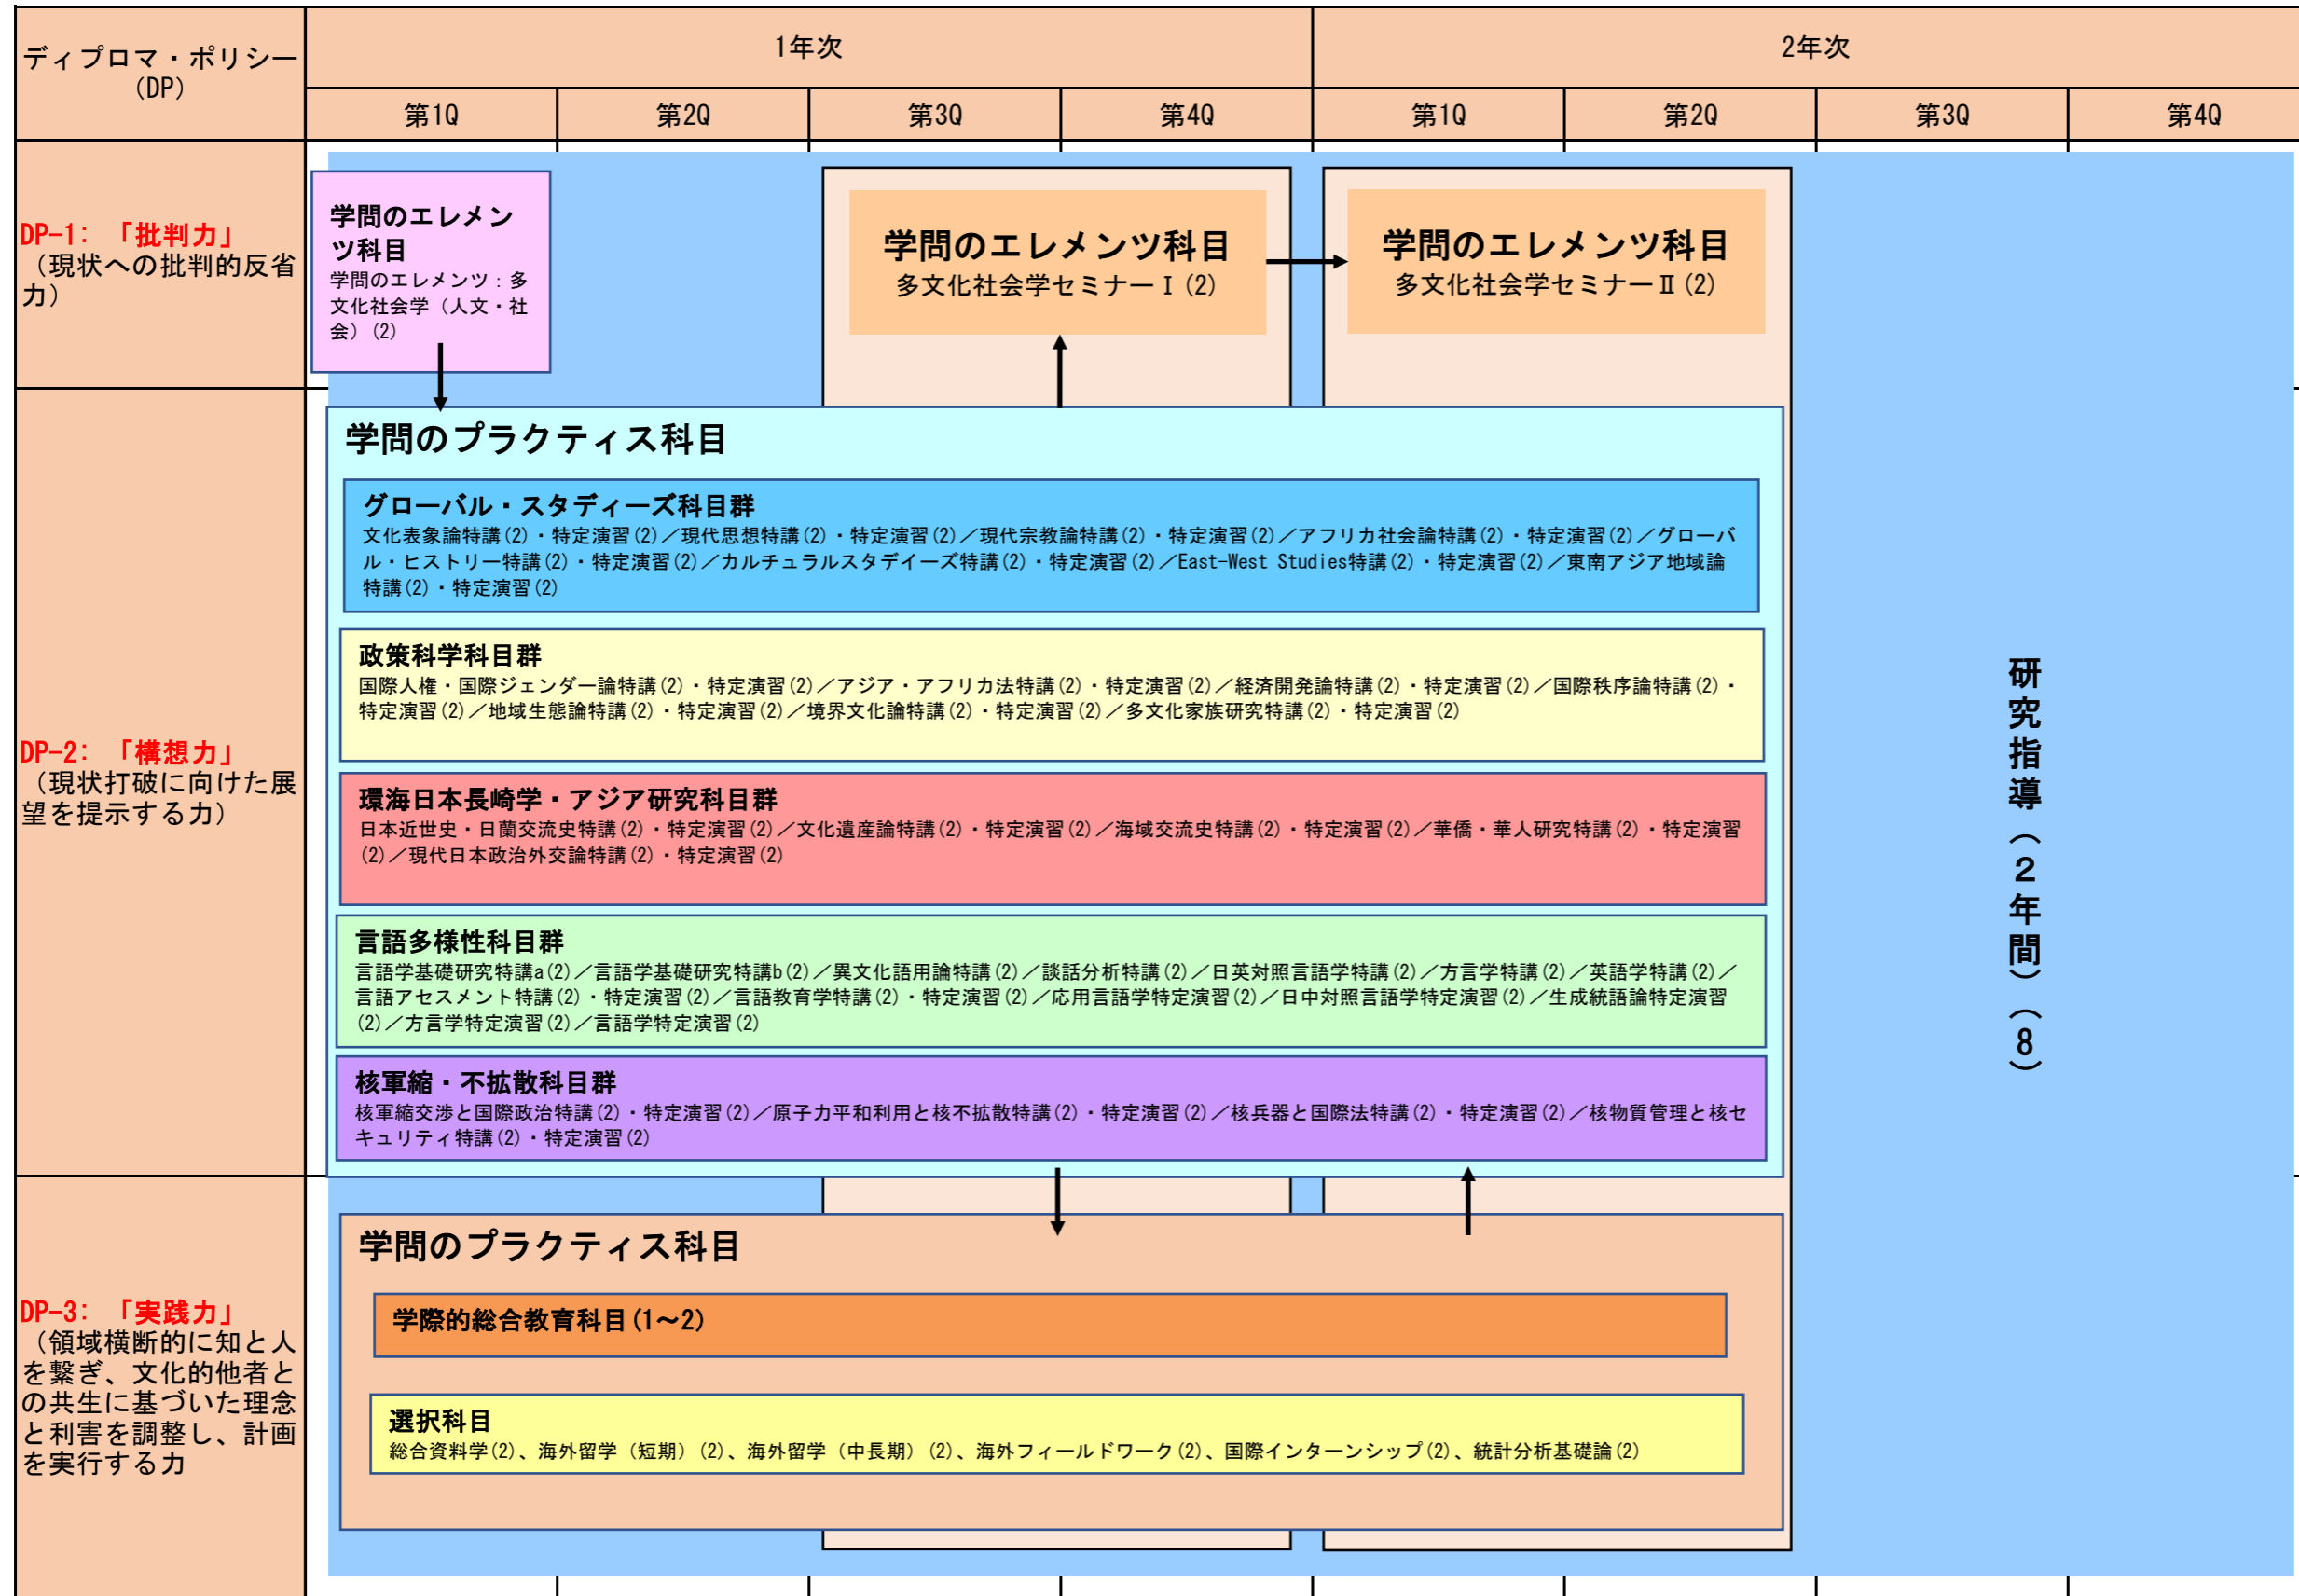 ディプロマ・ポリシー
(DP)
1年次
2年次
第1Q
第2Q
第3Q
第4Q
第1Q
第2Q
第3Q
第4Q
DP-1: 「批判力」
（現状への批判的反省
力）
学問のエレメン
ツ科目
学問のエレメンツ：多
文化社会学（人文・社
会）(2)
学問のエレメンツ科目
多文化社会学セミナーⅠ(2)
学問のエレメンツ科目
多文化社会学セミナーⅡ(2)
DP-2: 「構想力」
（現状打破に向けた展
望を提示する力）
学問のプラクティス科目
グローバル・スタディーズ科目群
文化表象論特講(2)・特定演習(2)／現代思想特講(2)・特定演習(2)／現代宗教論特講(2)・特定演習(2)／アフリカ社会論特講(2)・特定演習(2)／グローバ
ル・ヒストリー特講(2)・特定演習(2)／カルチュラルスタデイーズ特講(2)・特定演習(2)／East-West Studies特講(2)・特定演習(2)／東南アジア地域論
特講(2)・特定演習(2)
政策科学科目群
国際人権・国際ジェンダー論特講(2)・特定演習(2)／アジア・アフリカ法特講(2)・特定演習(2)／経済開発論特講(2)・特定演習(2)／国際秩序論特講(2)・
特定演習(2)／地域生態論特講(2)・特定演習(2)／境界文化論特講(2)・特定演習(2)／多文化家族研究特講(2)・特定演習(2)
環海日本長崎学・アジア研究科目群
日本近世史・日蘭交流史特講(2)・特定演習(2)／文化遺産論特講(2)・特定演習(2)／海域交流史特講(2)・特定演習(2)／華僑・華人研究特講(2)・特定演習
(2)／現代日本政治外交論特講(2)・特定演習(2)
言語多様性科目群
言語学基礎研究特講a(2)／言語学基礎研究特講b(2)／異文化語用論特講(2)／談話分析特講(2)／日英対照言語学特講(2)／方言学特講(2)／英語学特講(2)／
言語アセスメント特講(2)・特定演習(2)／言語教育学特講(2)・特定演習(2)／応用言語学特定演習(2)／日中対照言語学特定演習(2)／生成統語論特定演習
(2)／方言学特定演習(2)／言語学特定演習(2)
核軍縮・不拡散科目群
核軍縮交渉と国際政治特講(2)・特定演習(2)／原子力平和利用と核不拡散特講(2)・特定演習(2)／核兵器と国際法特講(2)・特定演習(2)／核物質管理と核セ
キュリティ特講(2)・特定演習(2)
研究指導（２年間）（８）
DP-3: 「実践力」
（領域横断的に知と人
を繋ぎ、文化的他者と
の共生に基づいた理念
と利害を調整し、計画
を実行する力
学問のプラクティス科目
学際的総合教育科目(1～2)
選択科目
総合資料学(2)、海外留学（短期）(2)、海外留学（中長期）(2)、海外フィールドワーク(2)、国際インターンシップ(2)、統計分析基礎論(2)